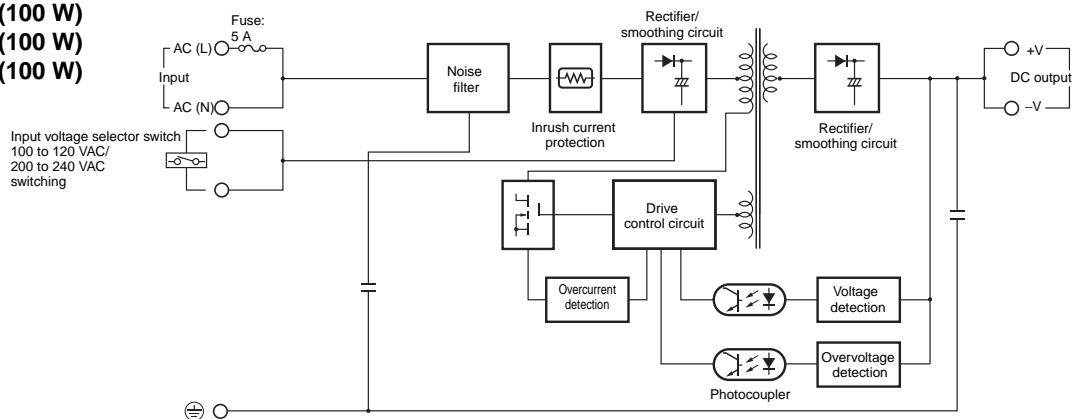 (100 W)
(100 W)
(100 W)
Fuse:
5 A
AC (L)
Input
AC (N)
Input voltage selector switch
100 to 120 VAC/
200 to 240 VAC
switching
Noise
filter
Inrush current
protection
Rectifier/
smoothing circuit
Rectifier/
smoothing circuit
+V
DC output
–V
Drive
control circuit
Overcurrent
detection
Voltage
detection
Overvoltage
detection
Photocoupler